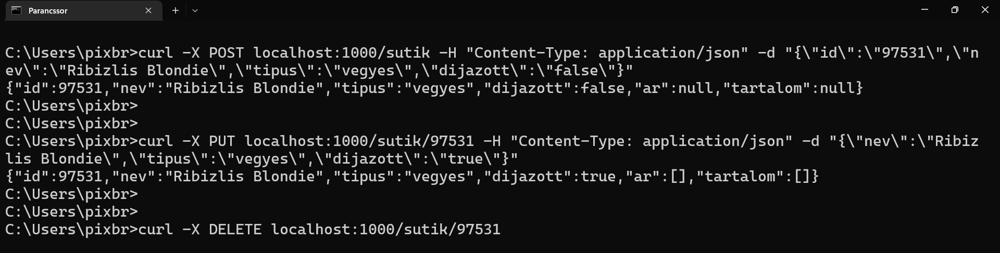 Parancssor
C:\Users\pixbr>curl -X POST localhost:1000/sutik -H "Content-Type: application/json" -d "{\"id\":\"97531\",\"n
ev\":\"Ribizlis Blondie\",\"tipus\":\"vegyes\",\"dijazott\":\"false\"}"
{"id":97531,"nev":"Ribizlis Blondie","tipus":"vegyes","dijazott":false,"ar":null,"tartalom":null}
C:\Users\pixbr>
C:\Users\pixbr>
C:\Users\pixbr>curl -X PUT localhost:1000/sutik/97531 -H "Content-Type: application/json" -d "{\"nev\":\"Ribiz
lis Blondie\",\"tipus\":\"vegyes\",\"dijazott\":\"true\"}"
{"id":97531,"nev":"Ribizlis Blondie","tipus":"vegyes","dijazott":true,"ar":[],"tartalom":[]}
C:\Users\pixbr>
C:\Users\pixbr>
C:\Users\pixbr>curl -X DELETE localhost:1000/sutik/97531